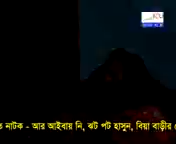 নাটক - আর আইবায় নি, ঝট পট হাসুন, বিয়া বাড়ীর